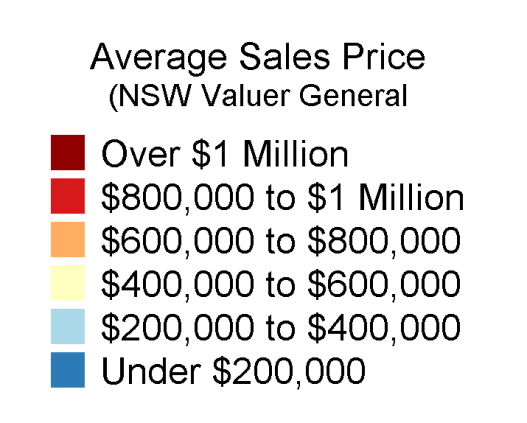 Average Sales Price
(NSW Valuer General
Over $1 Million
$800,000 to $1 Million
$600,000 to $800,000
$400,000 to $600,000
$200,000 to $400,000
Under $200,000